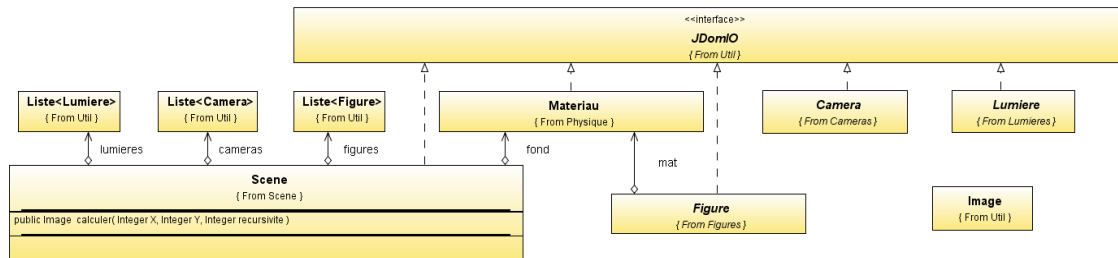 <<interface>>
JDomIO
{ From Util }
Liste<Lumiere>
{ From Util }
Liste<Camera>
{ From Util }
Liste<Figure>
{ From Util }
Materiau
{ From Physique }
Camera
{ From Cameras }
Lumiere
{ From Lumieres }
lumieres
cameras
figures
fond
mat
Scene
{ From Scene }
public Image calculer( Integer X, Integer Y, Integer recursivite )
Figure
{ From Figures }
Image
{ From Util }